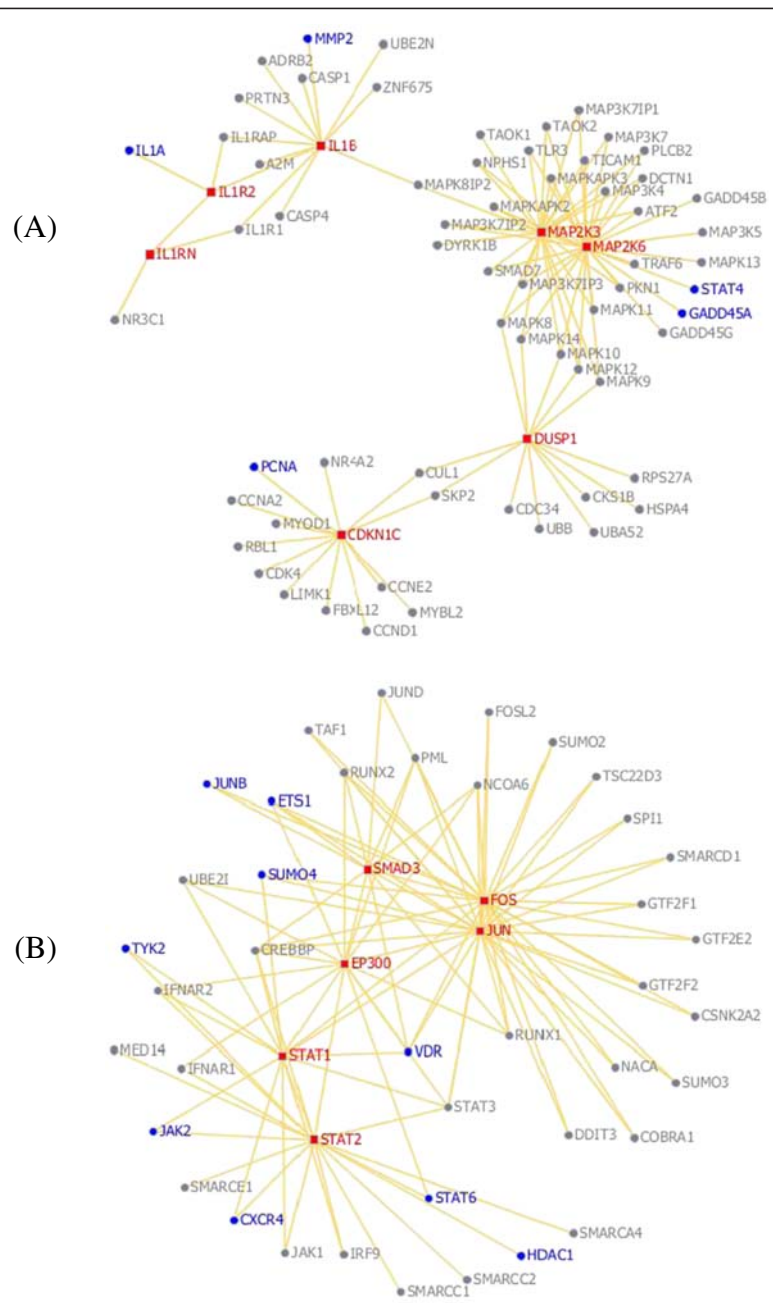 MMP2
UBE2N
ADRB2
CASP1
ZNF675
PRTN3
MAP3K7IP1
IL1RAP
IL1B
TAOK2
TAOK1
MAP3K7
IL1A
TLR3
PLCB2
A2M
NPHS1
TICAM1
MAPKAPK3
DCTN1
MAPK8IP2
IL1R2
MAP3K4
GADD45B
MAPKAPK2
ATF2
CASP4
(A)
MAP3K7IP2
IL1R1
MAP2K3
MAP3K5
DYRK1B
MAP2K6
IL1RN
MAPK13
TRAF6
SMAD7
MAP3K7IP3
PKN1
STAT4
MAPK11
GADD45A
NR3C1
MAPK8
GADD45G
MAPK14
MAPK10
MAPK12
MAPK9
DUSP1
NR4A2
PCNA
CUL1
RPS27A
SKP2
CKS1B
CCNA2
CDC34
HSPA4
MYOD1
UBB
UBA52
CDKN1C
RBL1
CDK4
CCNE2
LIMK1
FBXL12
MYBL2
CCND1
JUND
FOSL2
TAF1
SUMO2
PML
RUNX2
TSC22D3
JUNB
NCOA6
ETS1
SPI1
SMARCD1
SMAD3
SUMO4
UBE2I
FOS
GTF2F1
JUN
GTF2E2
(B)
TYK2
CREBBP
EP300
GTF2F2
IFNAR2
CSNK2A2
RUNX1
MED14
VDR
STAT1
IFNAR1
NACA
SUMO3
STAT3
JAK2
DDIT3
COBRA1
STAT2
SMARCE1
STAT6
CXCR4
SMARCA4
JAK1
IRF9
HDAC1
SMARCC2
SMARCC1